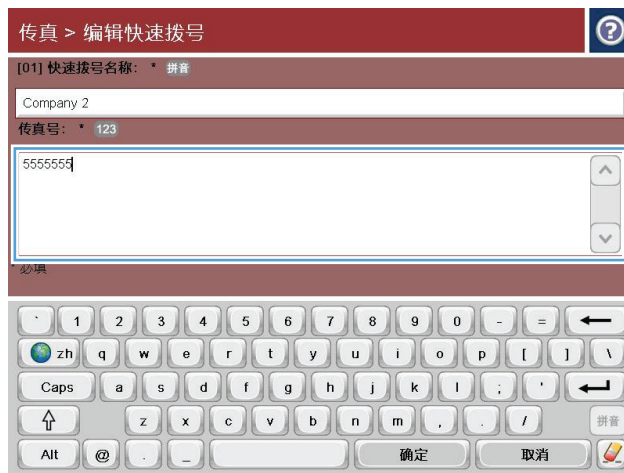 传真 > 编辑快速拨号
[01] 快速拨号名称： * 拼音
Company 2
传真号： * 123
5555555
* 必填
` 1 2 3 4 5 6 7 8 9 0 - =
zh q w e r t y u i o p [ ] \
Caps a s d f g h j k l ; '
z x c v b n m , . / 拼音
Alt @ . _ 确定 取消